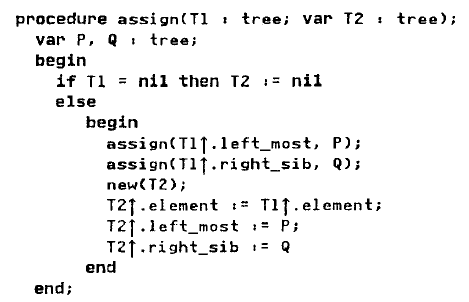 procedure assign(T1 : tree; var T2 : tree);
var P, Q : tree;
begin
if T1 = nil then T2 := nil
else
begin
assign(T1↑.left_most, P);
assign(T1↑.right_sib, Q);
new(T2);
T2↑.element := T1↑.element;
T2↑.left_most := P;
T2↑.right_sib := Q
end
end;